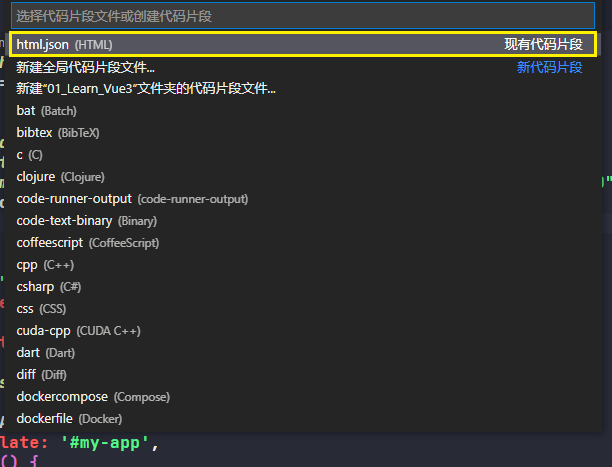 选择代码片段文件或创建代码片段
html.json (HTML) 现有代码片段
新建全局代码片段文件... 新代码片段
新建“01_Learn_Vue3”文件夹的代码片段文件...
bat (Batch)
bibtex (BibTeX)
c (C)
clojure (Clojure)
code-runner-output (code-runner-output)
code-text-binary (Binary)
coffeescript (CoffeeScript)
cpp (C++)
csharp (C#)
css (CSS)
cuda-cpp (CUDA C++)
dart (Dart)
diff (Diff)
dockercompose (Compose)
dockerfile (Docker)
late: '#my-app',
() {